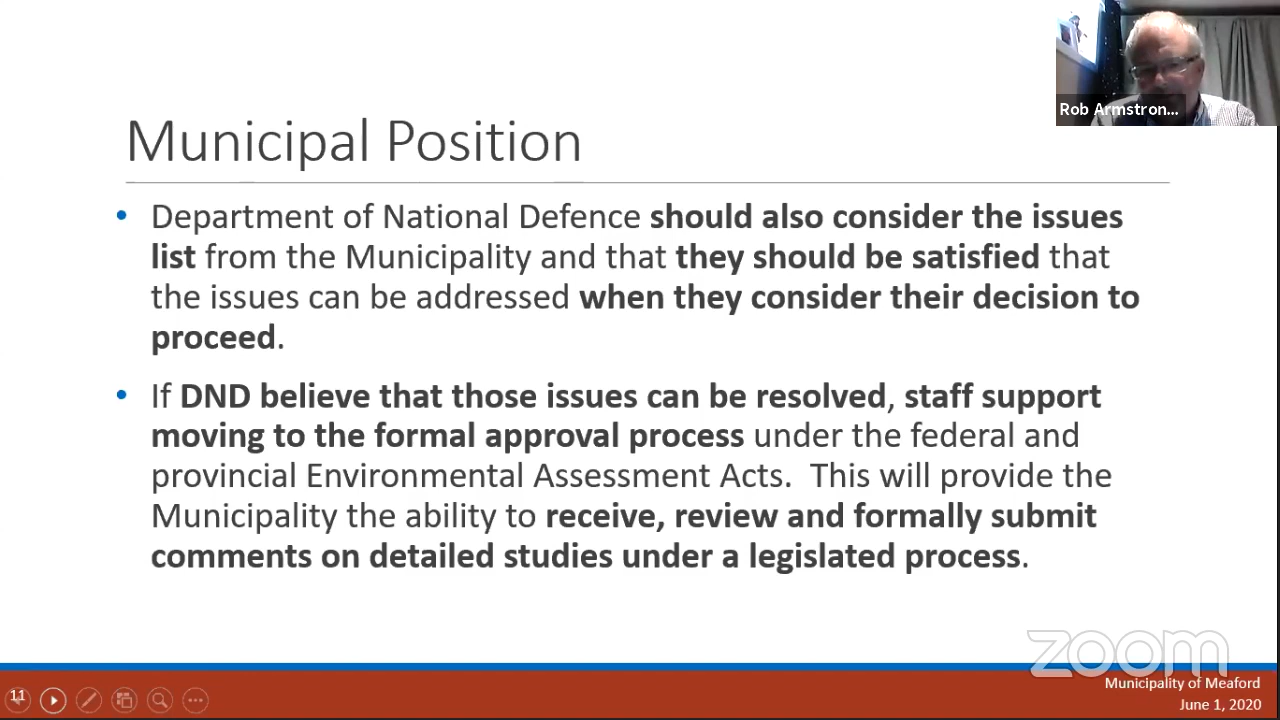 Rob Armstron...
Municipal Position
• Department of National Defence should also consider the issues
list from the Municipality and that they should be satisfied that
the issues can be addressed when they consider their decision to
proceed.
• If DND believe that those issues can be resolved, staff support
moving to the formal approval process under the federal and
provincial Environmental Assessment Acts.  This will provide the
Municipality the ability to receive, review and formally submit
comments on detailed studies under a legislated process.
zoom
Municipality of Meaford
June 1, 2020
11